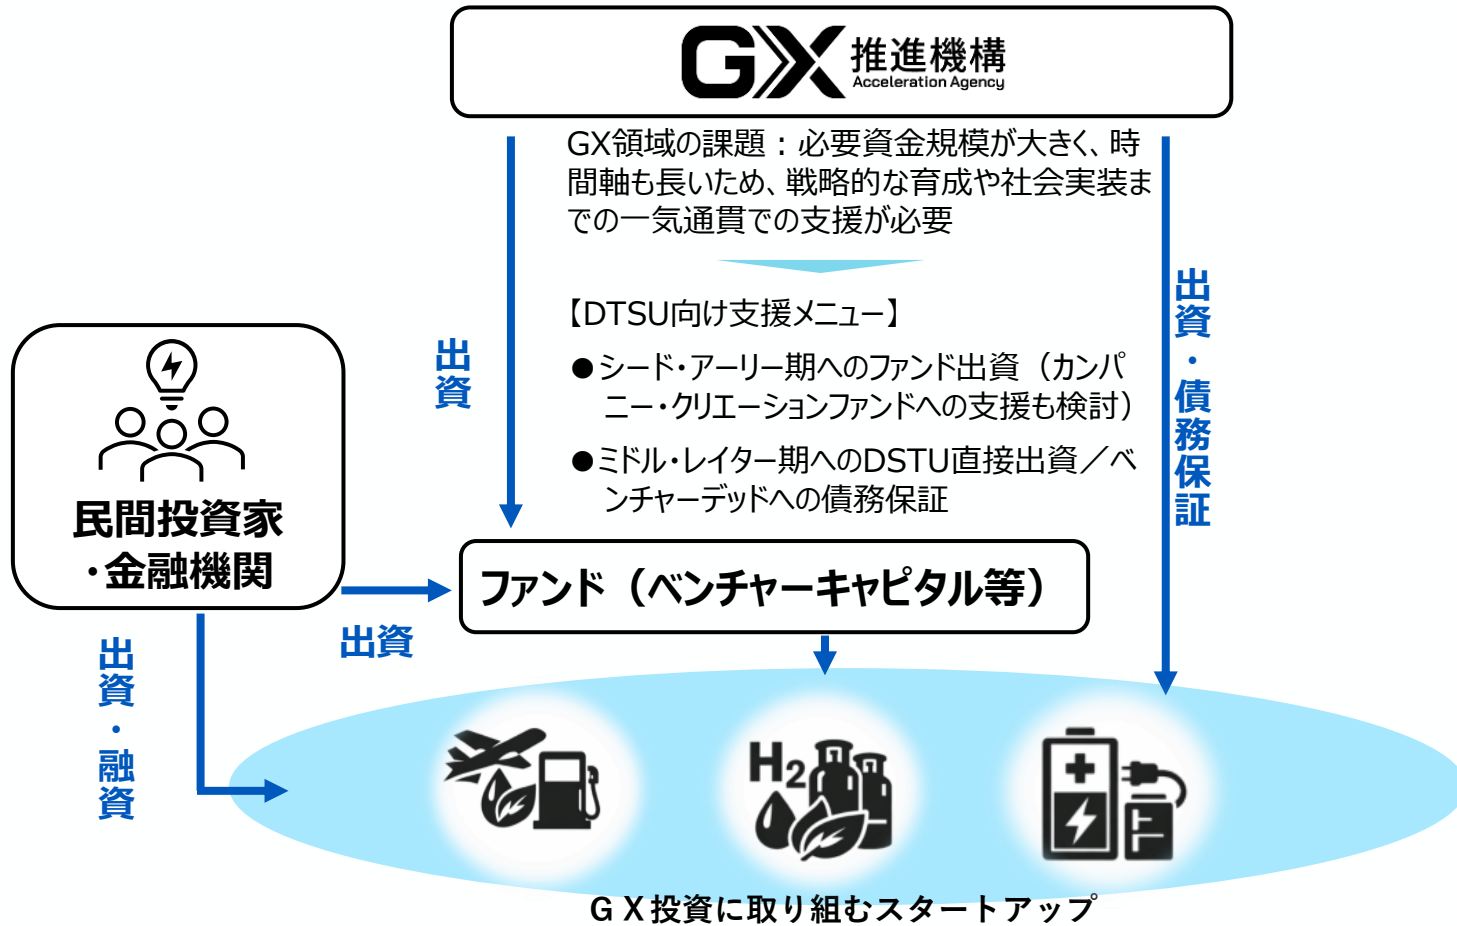 GX推進機構
Acceleration Agency
GX領域の課題：必要資金規模が大きく、時
間軸も長いため、戦略的な育成や社会実装ま
での一気通貫での支援が必要
【DTSU向け支援メニュー】
●シード・アーリー期へのファンド出資（カンパ
ニー・クリエーションファンドへの支援も検討）
●ミドル・レイター期へのDSTU直接出資／ベ
ンチャーデッドへの債務保証
出資
出資・債務保証
民間投資家
・金融機関
ファンド（ベンチャーキャピタル等）
出資
出資・融資
H2
ＧＸ投資に取り組むスタートアップ